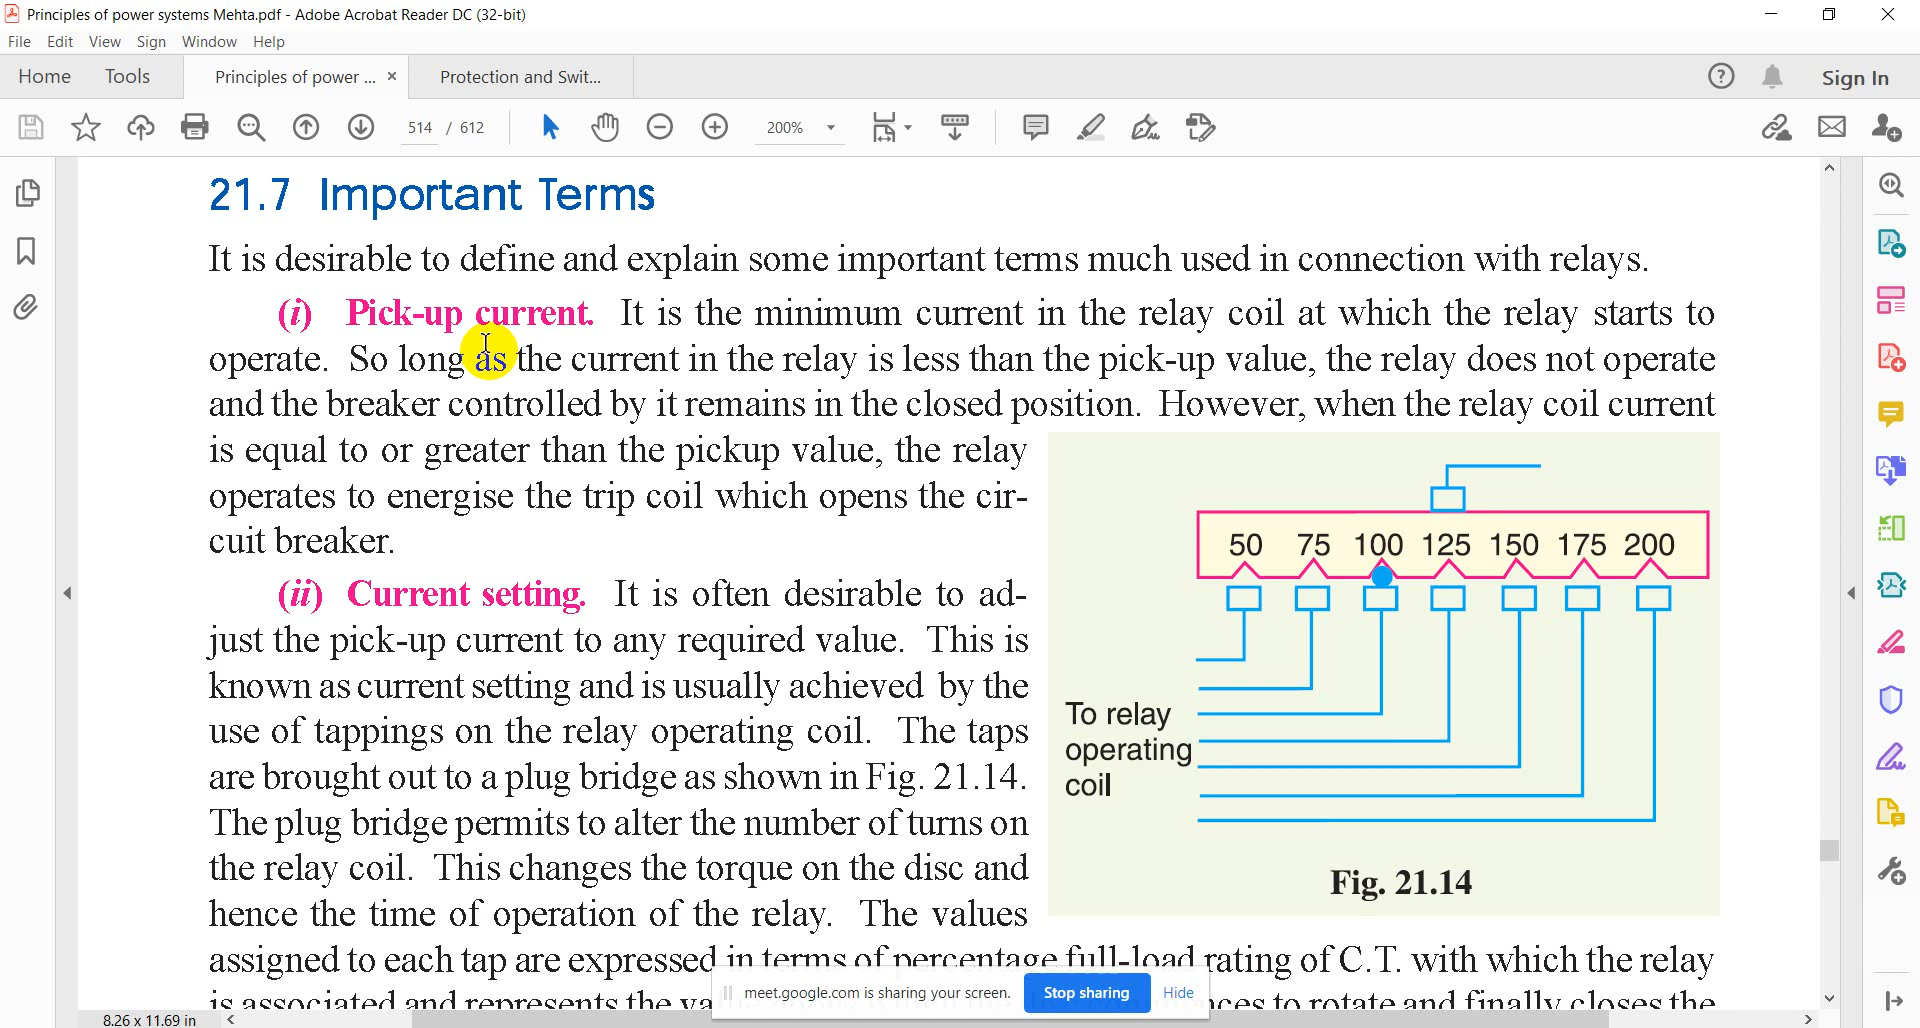 Principles of power systems Mehta.pdf - Adobe Acrobat Reader DC (32-bit)
File Edit View Sign Window Help
Home Tools Principles of power ... × Protection and Swit... Sign In
514 / 612 200%
21.7 Important Terms
It is desirable to define and explain some important terms much used in connection with relays.
(i) Pick-up current. It is the minimum current in the relay coil at which the relay starts to
operate. So long as the current in the relay is less than the pick-up value, the relay does not operate
and the breaker controlled by it remains in the closed position. However, when the relay coil current
is equal to or greater than the pickup value, the relay
operates to energise the trip coil which opens the cir-
cuit breaker.
(ii) Current setting. It is often desirable to ad-
just the pick-up current to any required value. This is
known as current setting and is usually achieved by the
use of tappings on the relay operating coil. The taps
are brought out to a plug bridge as shown in Fig. 21.14.
The plug bridge permits to alter the number of turns on
the relay coil. This changes the torque on the disc and
hence the time of operation of the relay. The values
50 75 100 125 150 175 200
To relay
operating
coil
Fig. 21.14
assigned to each tap are expressed in terms of percentage full-load rating of C.T. with which the relay
is associated and represents the to rotate and finally closes the
meet.google.com is sharing your screen. Stop sharing Hide
8.26 x 11.69 in